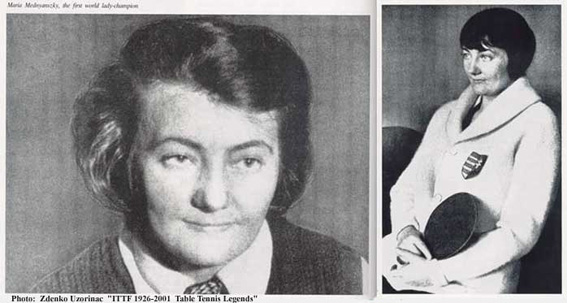 Maria Mednyanszky, the first world lady-champion
Photo: Zdenko Uzorinac "ITTF 1926-2001 Table Tennis Legends"